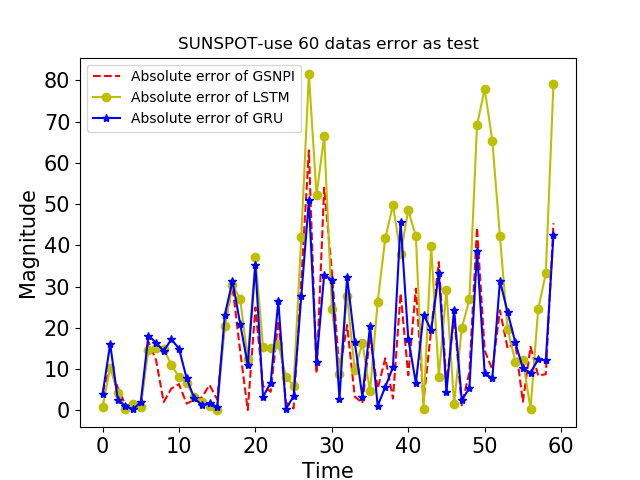 SUNSPOT-use 60 datas error as test
Absolute error of GSNPI
Absolute error of LSTM
Absolute error of GRU
Magnitude
80
70
60
50
40
30
20
10
0
0 10 20 30 40 50 60
Time